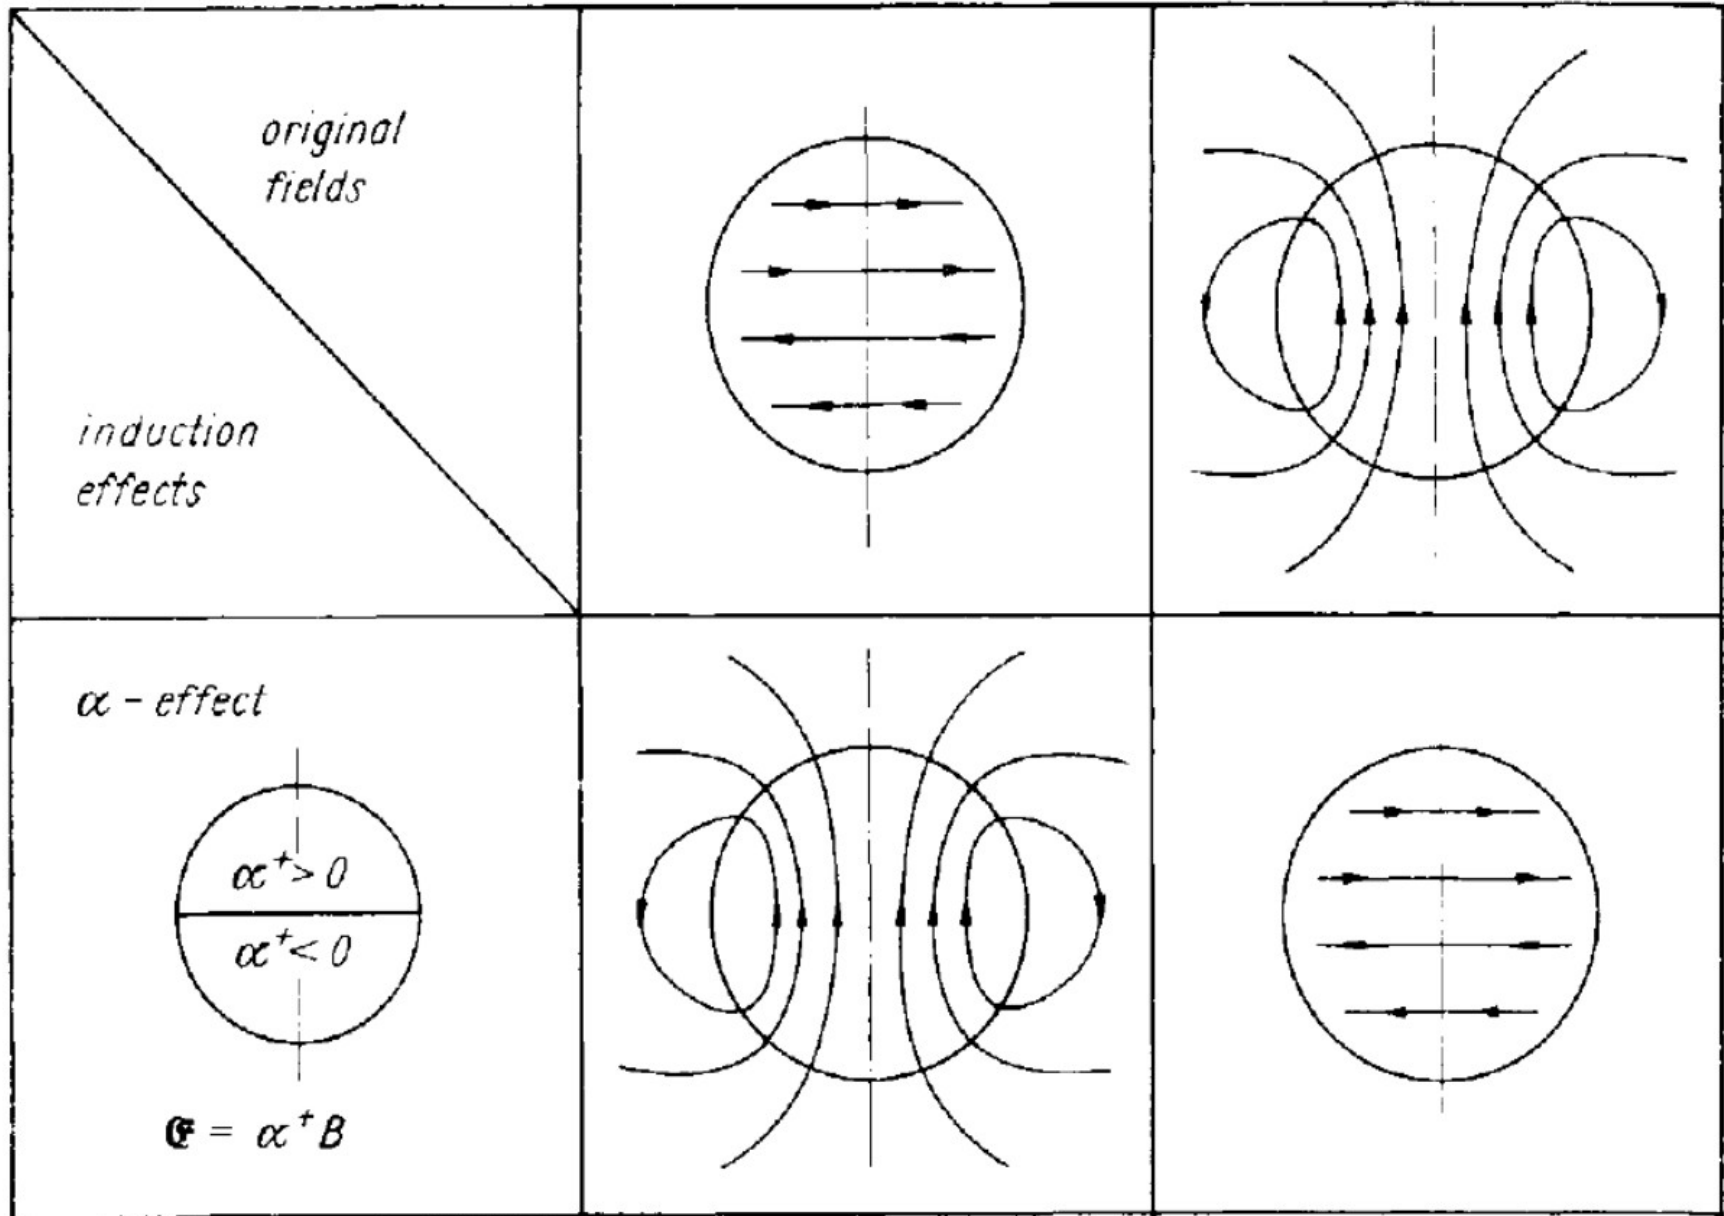 original
fields
induction
effects
α - effect
α⁺> 0
α⁺< 0
𝕰 = α⁺B